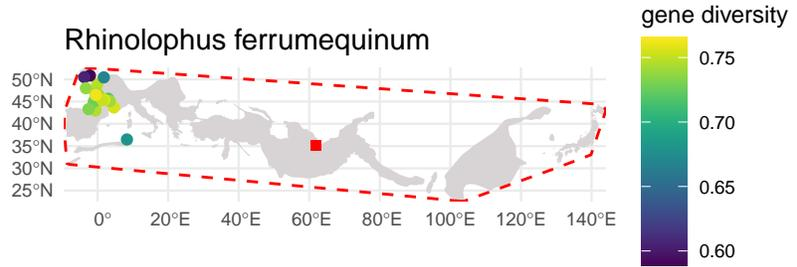 gene diversity
Rhinolophus ferrumequinum
0.75
0.70
0.65
0.60
50°N
45°N
40°N
35°N
30°N
25°N
0° 20°E 40°E 60°E 80°E 100°E 120°E 140°E